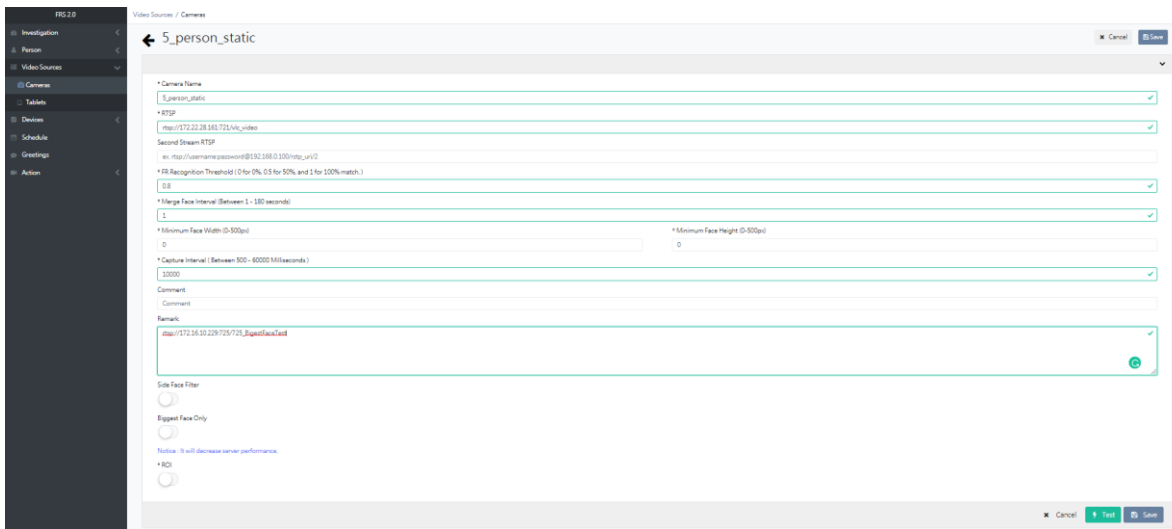 FRS 2.0
Video Sources / Cameras
Investigation
Person
Video Sources
Cameras
Tablets
Devices
Schedule
Greetings
Action
5_person_static
Cancel Save
* Camera Name
5_person_static
* RTSP
rtsp://172.22.28.161:721/vlc_video
Second Stream RTSP
ex. rtsp://username:password@192.168.0.100/rstp_url/2
* FR Recognition Threshold ( 0 for 0%, 0.5 for 50%, and 1 for 100% match. )
0.8
* Merge Face Interval (Between 1 - 180 seconds)
1
* Minimum Face Width (0-500px) * Minimum Face Height (0-500px)
0 0
* Capture Interval ( Between 500 - 60000 Milliseconds )
10000
Comment
Comment
Remark
rtsp://172.16.10.229:725/725_BigestFaceTest
Side Face Filter
Biggest Face Only
Notice : It will decrease server performance.
* ROI
Cancel Test Save